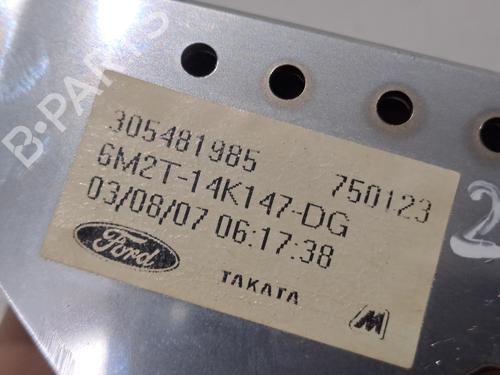 B-PARTS
305481985
750123
6M2T-14K147-DG
03/08/07 06:17:38
Ford
TAKATA
M
2